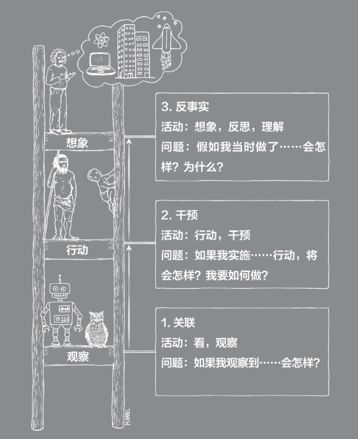 想象
3. 反事实
活动：想象，反思，理解
问题：假如我当时做了……会怎
样？为什么？
行动
2. 干预
活动：行动，干预
问题：如果我实施……行动，将
会怎样？我要如何做？
观察
1. 关联
活动：看，观察
问题：如果我观察到……会怎样？